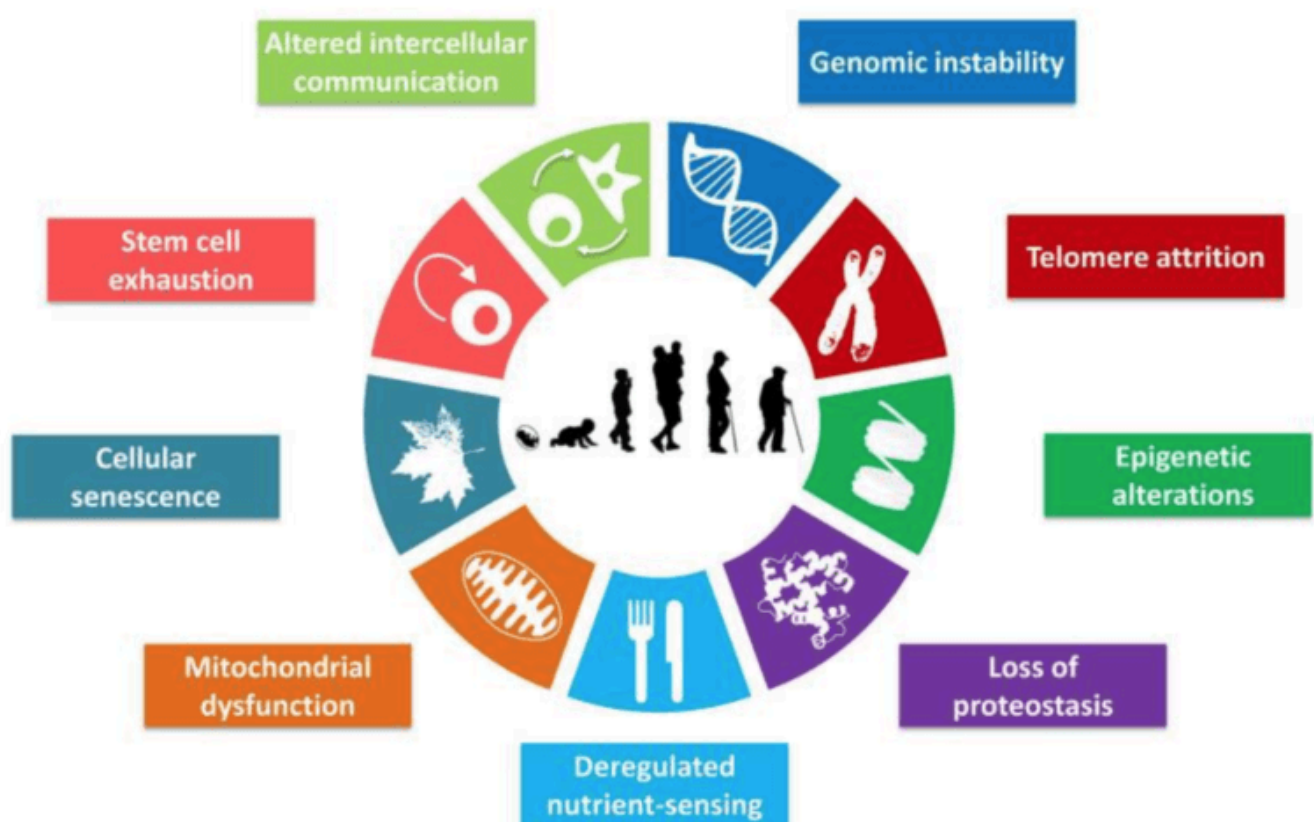 Altered intercellular
communication
Genomic instability
Stem cell
exhaustion
Telomere attrition
Cellular
senescence
Epigenetic
alterations
Mitochondrial
dysfunction
Loss of
proteostasis
Deregulated
nutrient-sensing